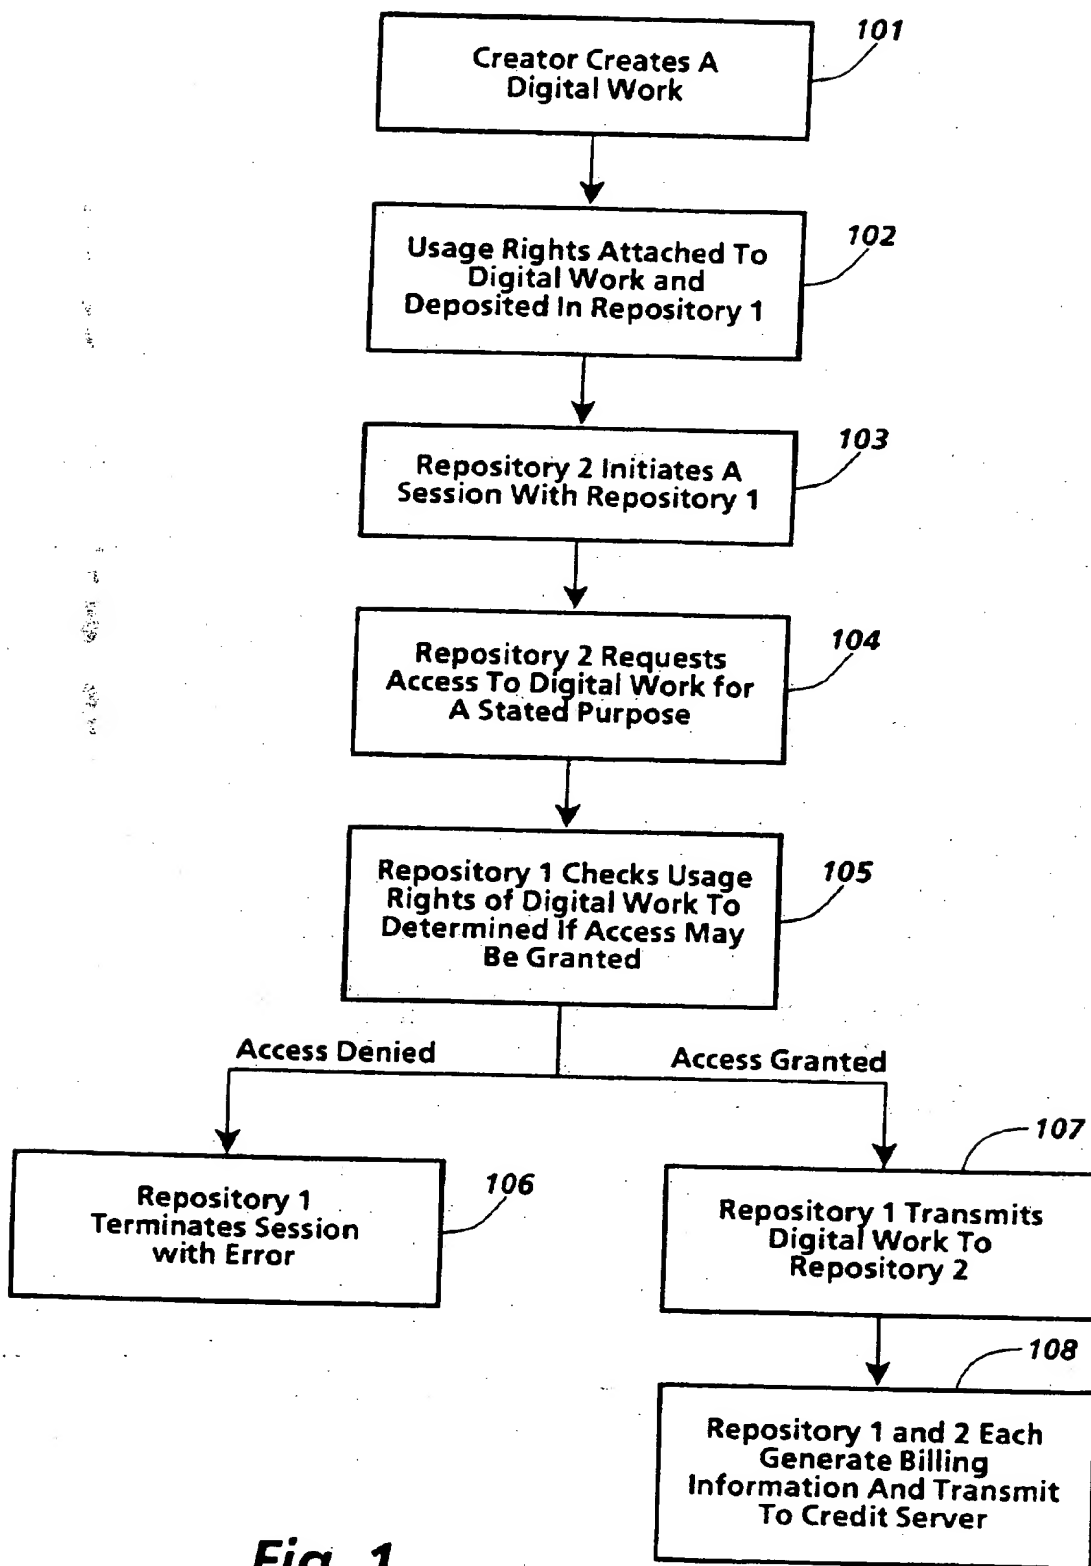 101
Creator Creates A
Digital Work
102
Usage Rights Attached To
Digital Work and
Deposited In Repository 1
103
Repository 2 Initiates A
Session With Repository 1
104
Repository 2 Requests
Access To Digital Work for
A Stated Purpose
105
Repository 1 Checks Usage
Rights of Digital Work To
Determined If Access May
Be Granted
Access Denied
Access Granted
106
Repository 1
Terminates Session
with Error
107
Repository 1 Transmits
Digital Work To
Repository 2
108
Repository 1 and 2 Each
Generate Billing
Information And Transmit
To Credit Server
Fig. 1